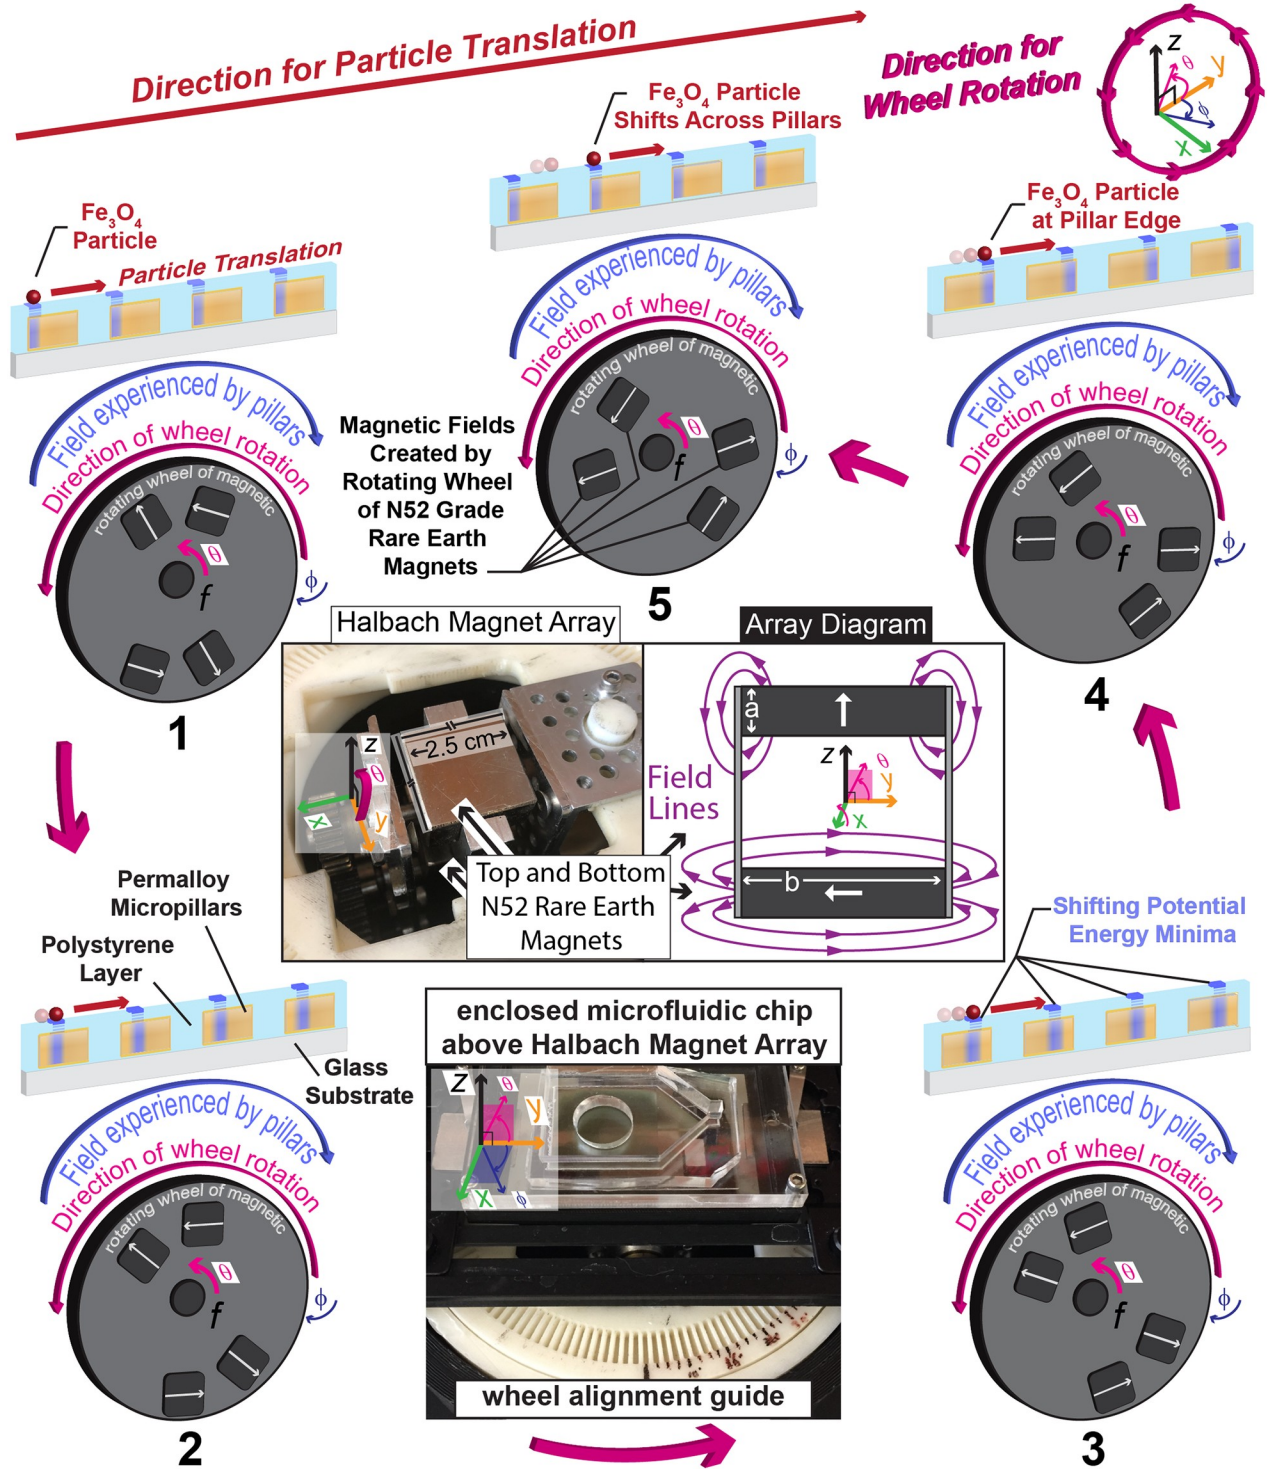 Direction for Particle Translation
Direction for
Wheel Rotation
z
θ
y
ϕ
x
Fe3O4 Particle
Shifts Across Pillars
Fe3O4
Particle
Particle Translation
Fe3O4 Particle
at Pillar Edge
Field experienced by pillars
Direction of wheel rotation
rotating wheel of magnetic
θ
f
ϕ
1
Field experienced by pillars
Direction of wheel rotation
rotating wheel of magnetic
θ
f
ϕ
5
Magnetic Fields
Created by
Rotating Wheel
of N52 Grade
Rare Earth
Magnets
Field experienced by pillars
Direction of wheel rotation
rotating wheel of magnetic
θ
f
ϕ
4
Halbach Magnet Array
Array Diagram
2.5 cm
z
θ
x
y
Top and Bottom
N52 Rare Earth
Magnets
Field
Lines
a
z
θ
y
x
b
Permalloy
Micropillars
Polystyrene
Layer
Glass
Substrate
Field experienced by pillars
Direction of wheel rotation
rotating wheel of magnetic
θ
f
ϕ
2
enclosed microfluidic chip
above Halbach Magnet Array
z
θ
y
x
ϕ
wheel alignment guide
Shifting Potential
Energy Minima
Field experienced by pillars
Direction of wheel rotation
rotating wheel of magnetic
θ
f
ϕ
3